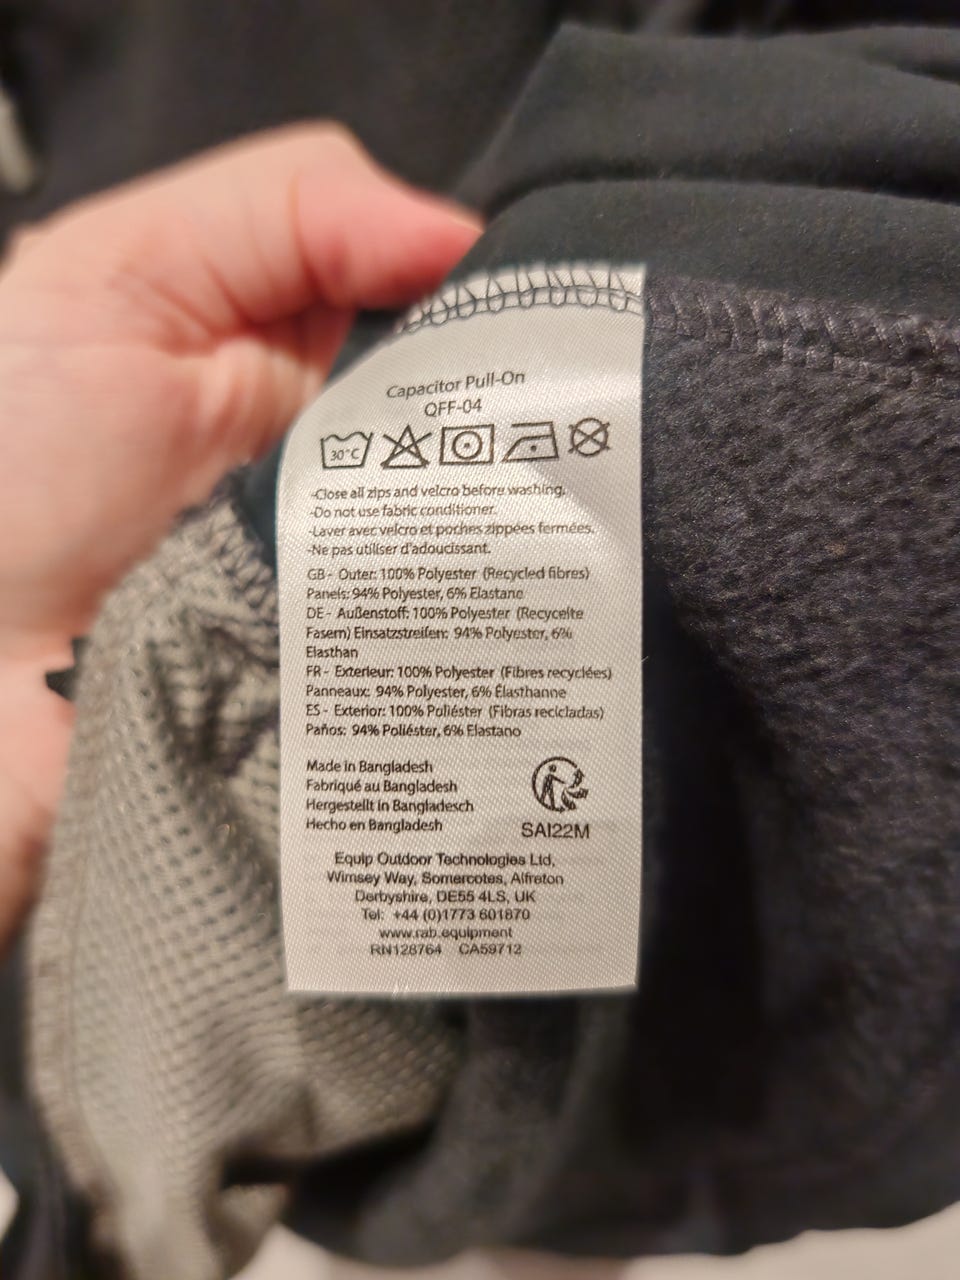 Capacitor Pull-On
QFF-04
30°C
-Close all zips and velcro before washing.
-Do not use fabric conditioner.
-Laver avec velcro et poches zippées fermées.
-Ne pas utiliser d'adoucissant.
GB - Outer: 100% Polyester (Recycled fibres)
Panels: 94% Polyester, 6% Elastane
DE - Außenstoff: 100% Polyester (Recycelte
Fasern) Einsatzstreifen: 94% Polyester, 6%
Elasthan
FR - Exterieur: 100% Polyester (Fibres recyclées)
Panneaux: 94% Polyester, 6% Élasthanne
ES - Exterior: 100% Poliéster (Fibras recicladas)
Paños: 94% Poliéster, 6% Elastano
Made in Bangladesh
Fabriqué au Bangladesh
Hergestellt in Bangladesch
Hecho en Bangladesh
SAI22M
Equip Outdoor Technologies Ltd,
Wimsey Way, Somercotes, Alfreton
Derbyshire, DE55 4LS, UK
Tel: +44 (0)1773 601870
www.rab.equipment
RN128764 CA59712